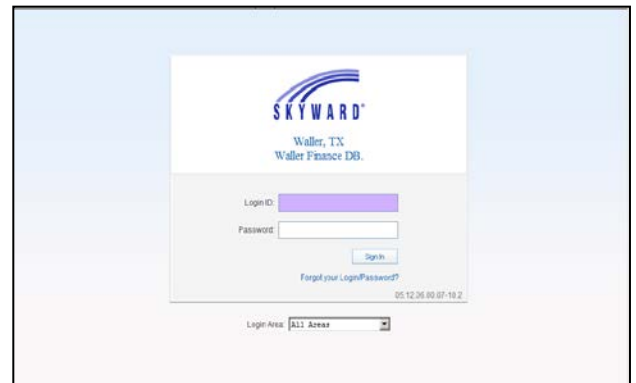 SKYWARD®
Waller, TX
Waller Finance DB.
Login ID:
Password:
Sign In
Forgot your Login/Password?
05.12.06.00.07-10.2
Login Area: All Areas